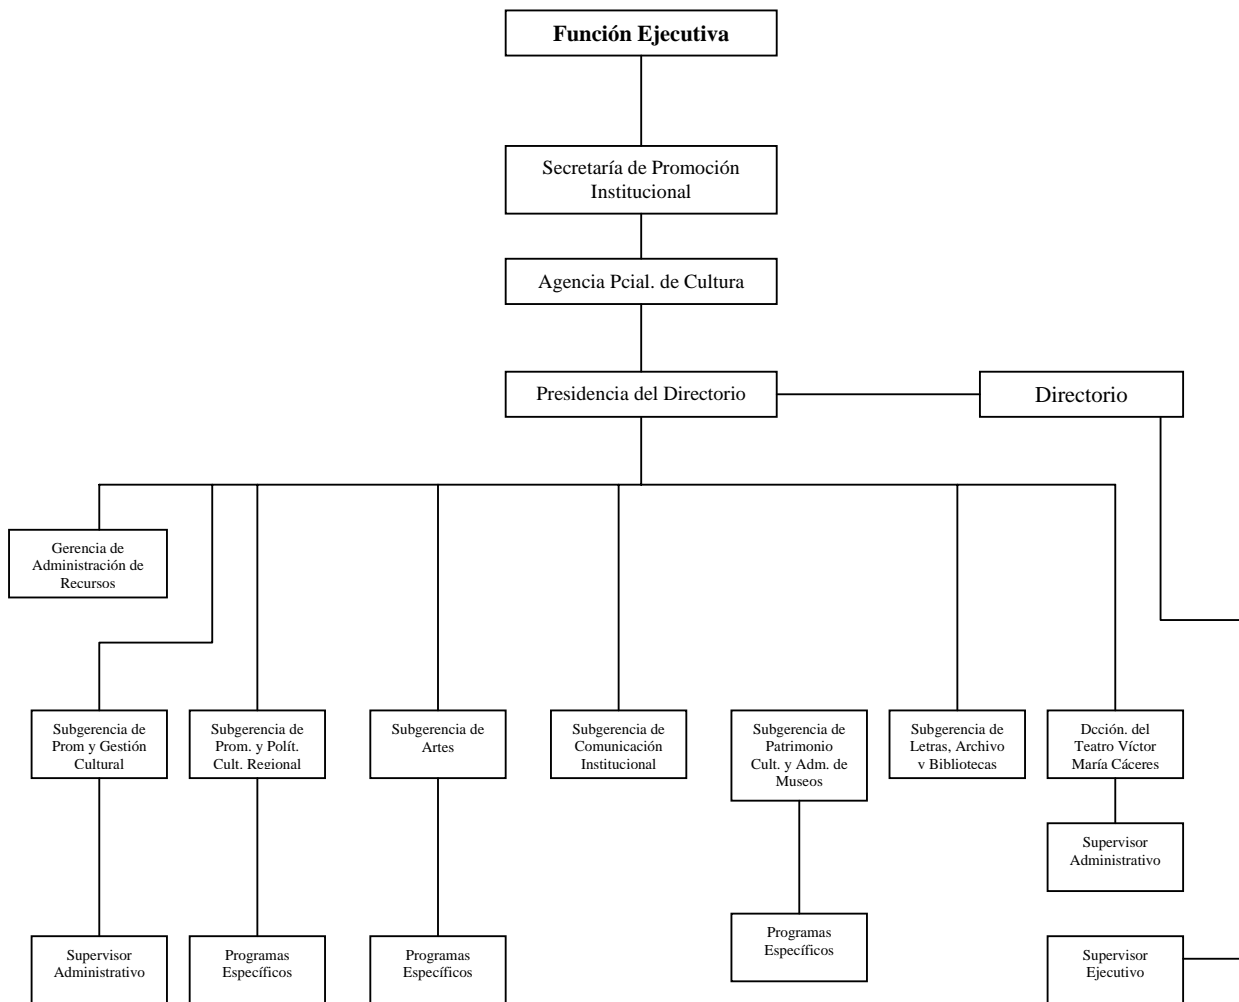 Función Ejecutiva
Secretaría de Promoción
Institucional
Agencia Pcial. de Cultura
Presidencia del Directorio
Directorio
Gerencia de
Administración de
Recursos
Subgerencia de
Prom y Gestión
Cultural
Subgerencia de
Prom. y Polít.
Cult. Regional
Subgerencia de
Artes
Subgerencia de
Comunicación
Institucional
Subgerencia de
Patrimonio
Cult. y Adm. de
Museos
Subgerencia de
Letras, Archivo
y Bibliotecas
Dcción. del
Teatro Víctor
María Cáceres
Supervisor
Administrativo
Supervisor
Administrativo
Programas
Específicos
Programas
Específicos
Programas
Específicos
Supervisor
Ejecutivo